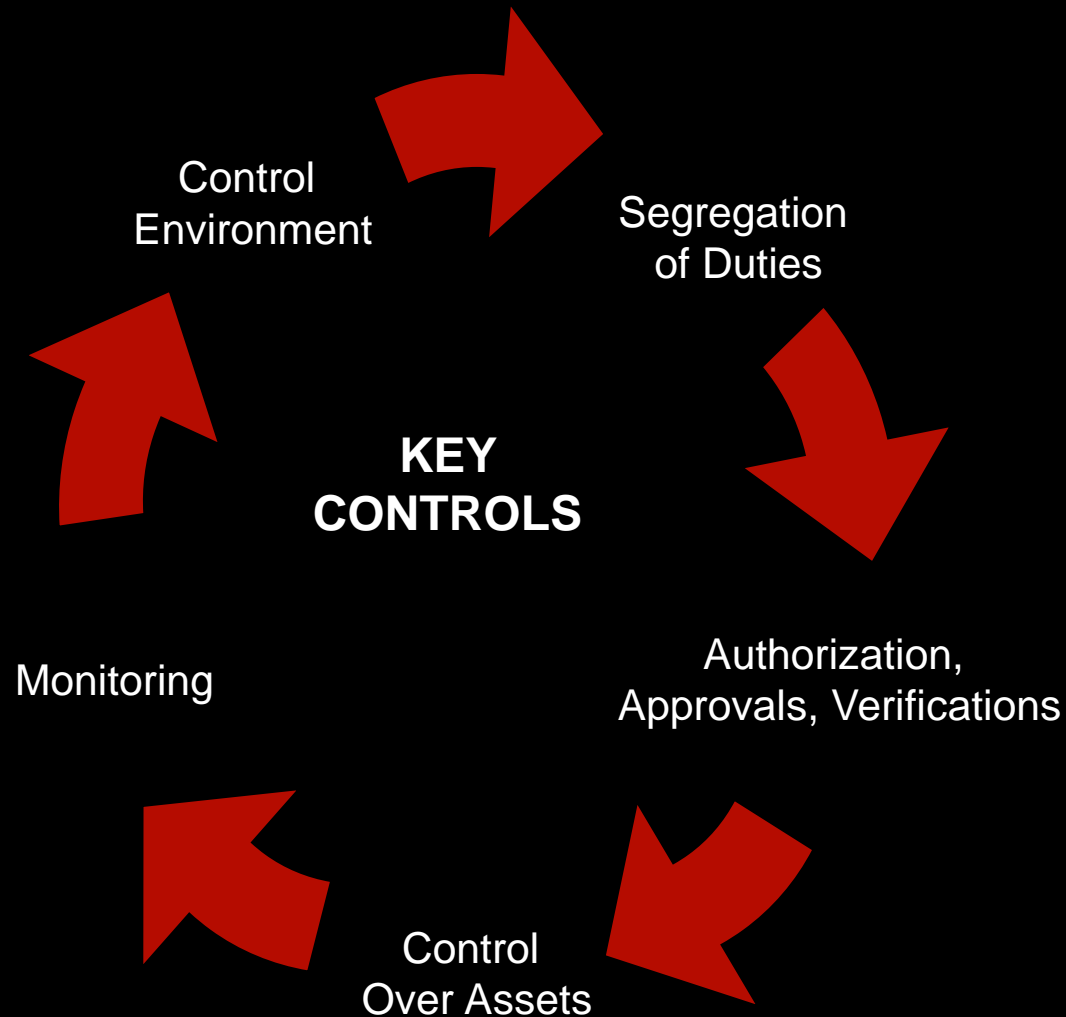 Control
Environment
Segregation
of Duties
KEY
CONTROLS
Authorization,
Approvals, Verifications
Monitoring
Control
Over Assets